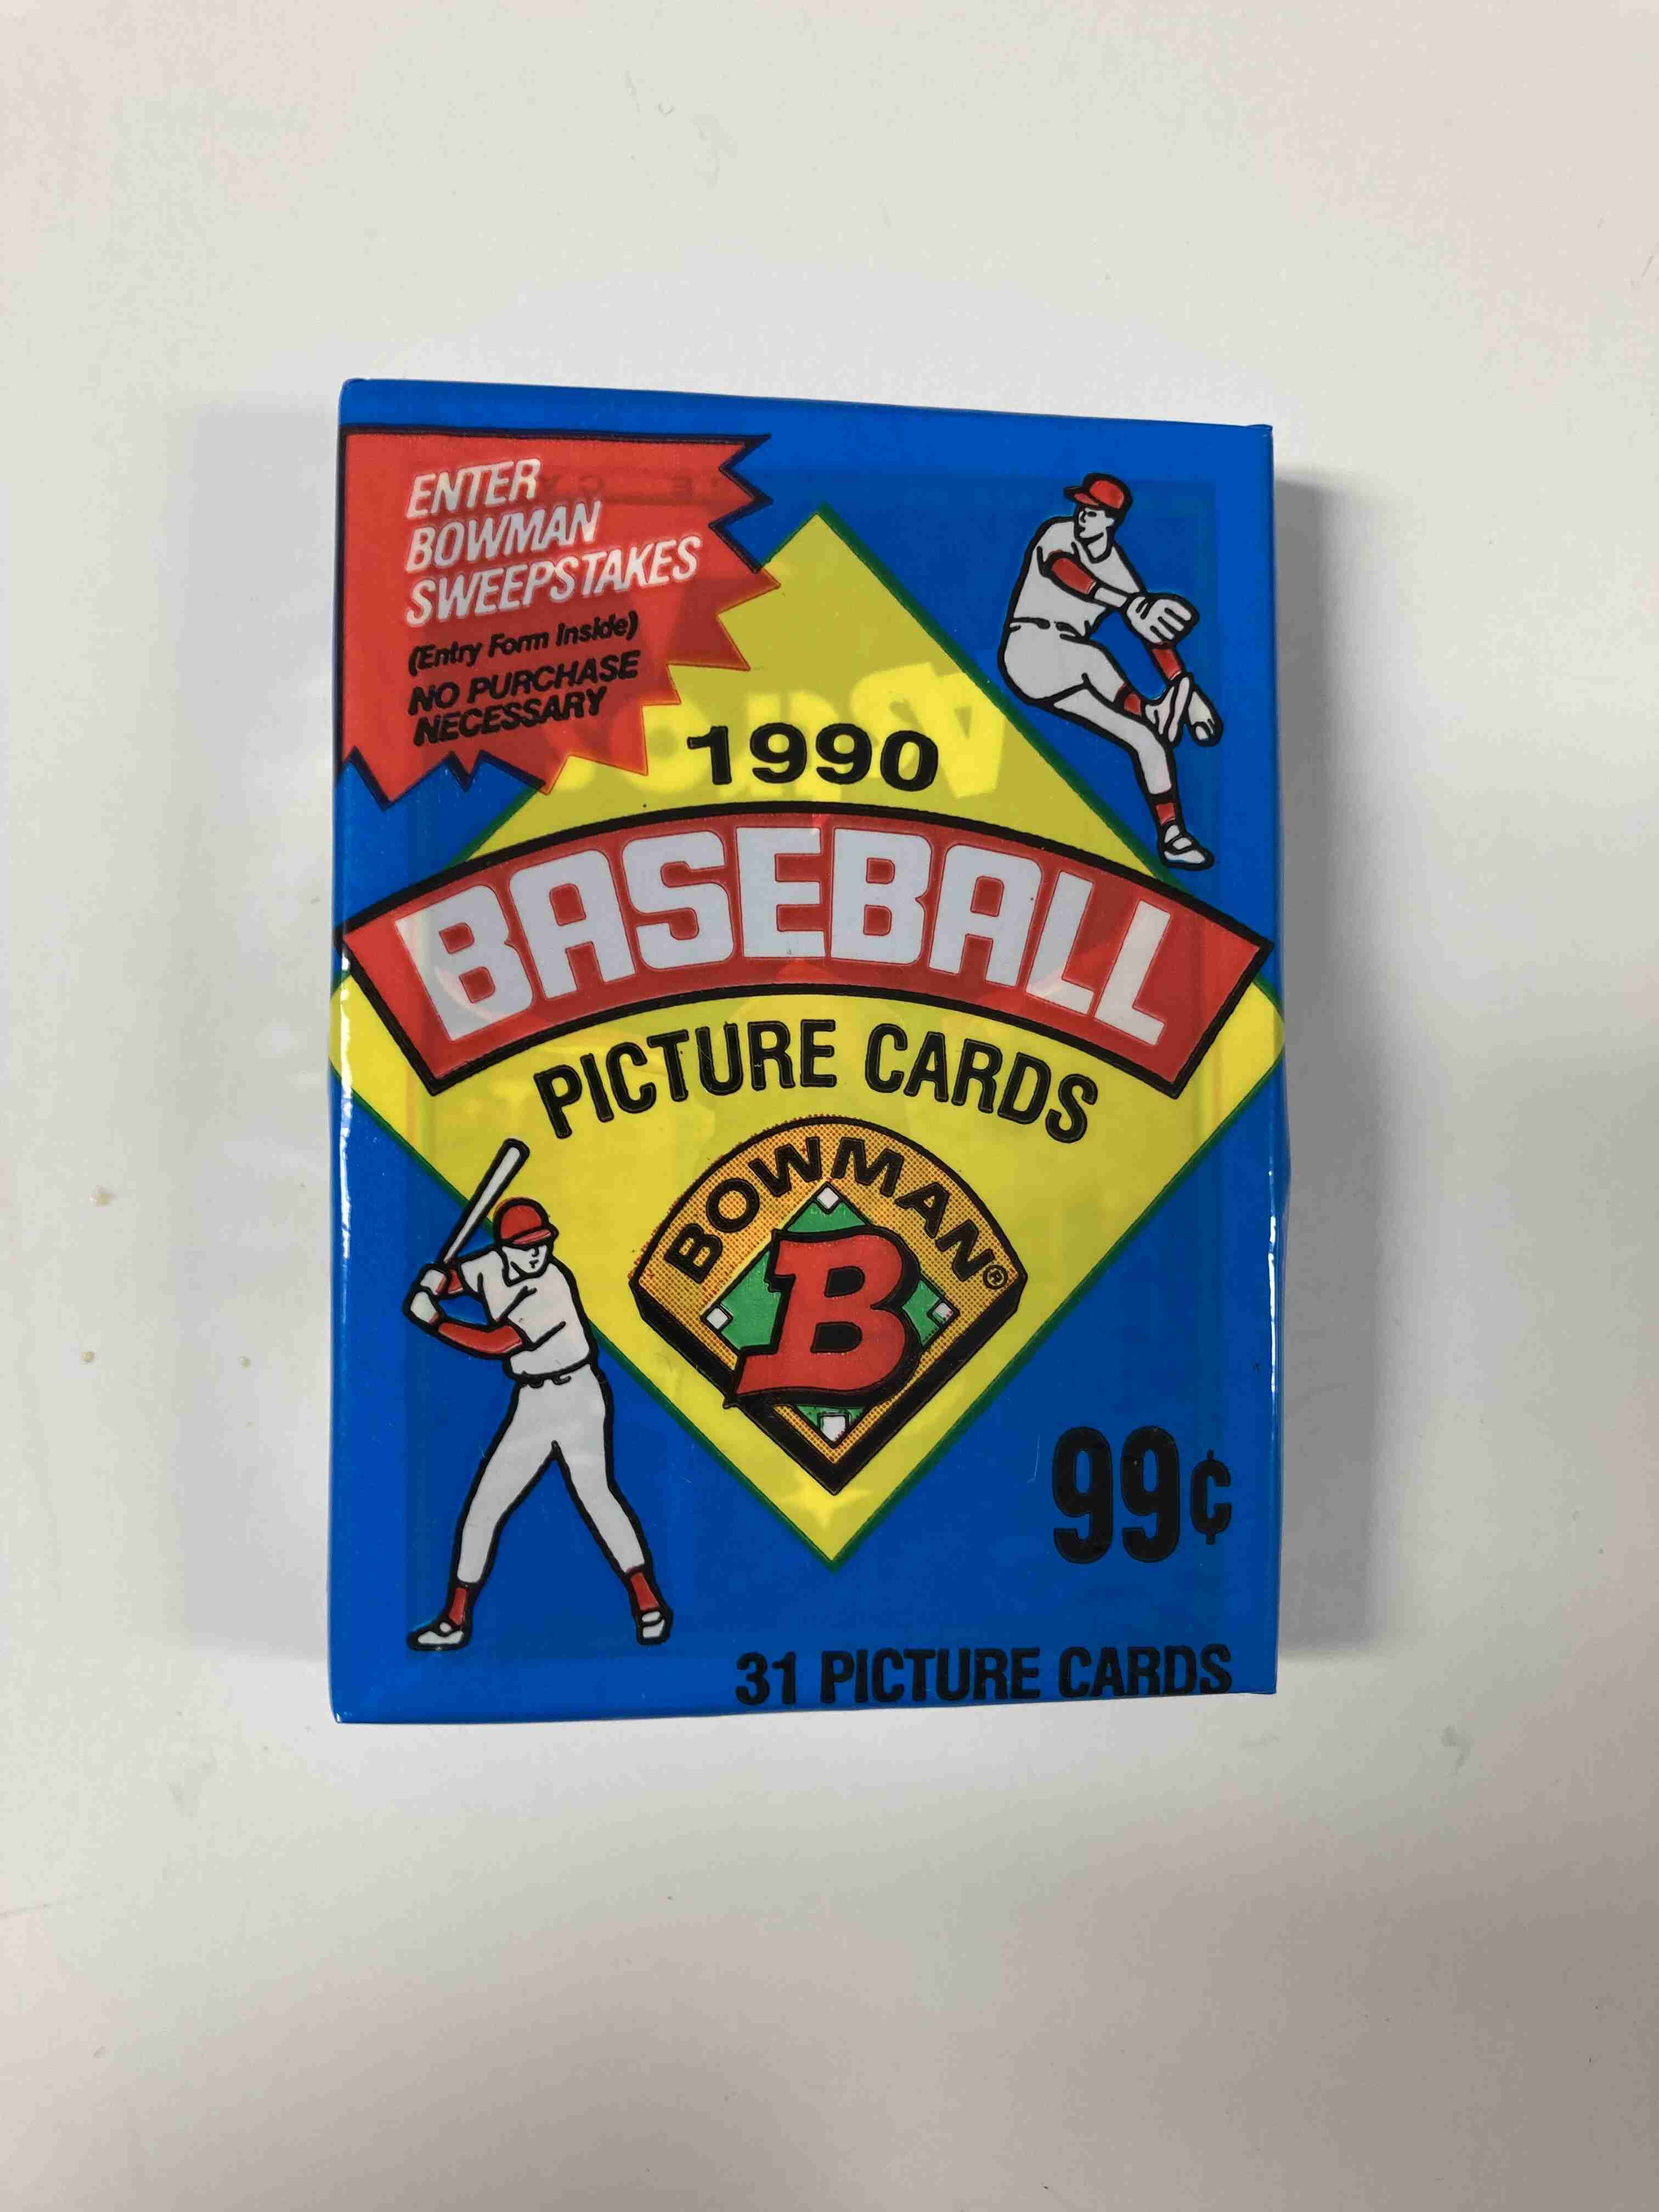 ENTER
BOWMAN
SWEEPSTAKES
(Entry Form Inside)
NO PURCHASE
NECESSARY
1990
BASEBALL
PICTURE CARDS
BOWMAN®
B
99¢
31 PICTURE CARDS